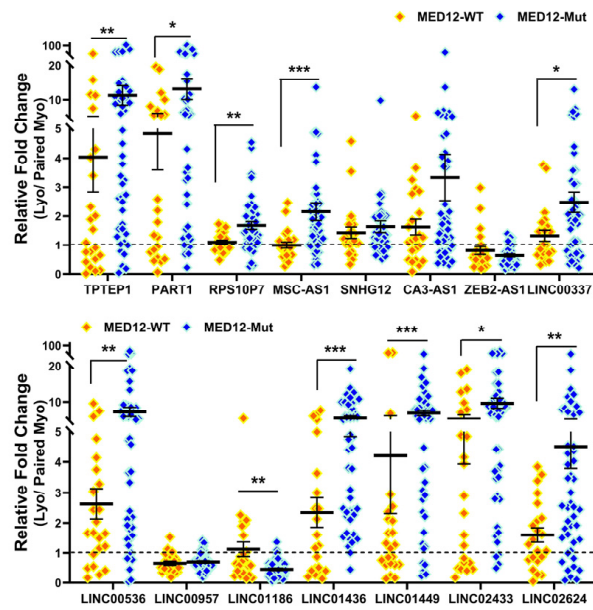 MED12-WT MED12-Mut
Relative Fold Change
(Lyo/ Paired Myo)
100
20
10
5
4
3
2
1
0
** * ** *** *
TPTEP1 PART1 RPS10P7 MSC-AS1 SNHG12 CA3-AS1 ZEB2-AS1 LINC00337
MED12-WT MED12-Mut
Relative Fold Change
(Lyo/ Paired Myo)
100
20
10
5
4
3
2
1
0
** ** *** *** * **
LINC00536 LINC00957 LINC01186 LINC01436 LINC01449 LINC02433 LINC02624